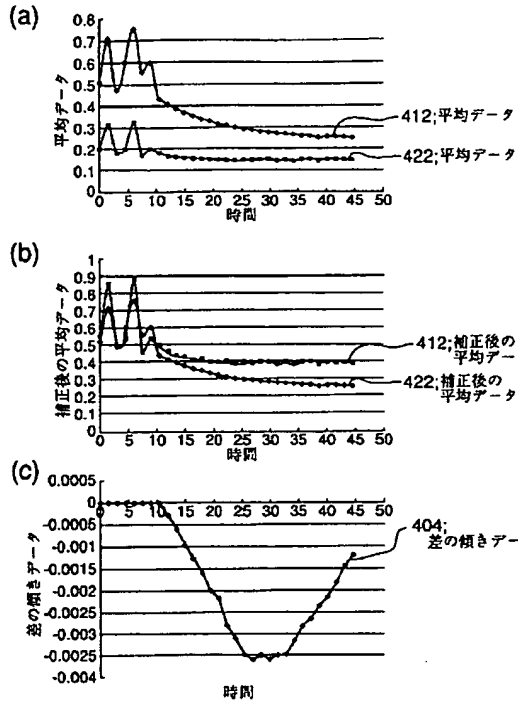 (a)
0.8
0.7
0.6
0.5
0.4
0.3
0.2
0.1
0
平均データ
0 5 10 15 20 25 30 35 40 45 50
時間
412;平均データ
422;平均データ
(b)
1
0.9
0.8
0.7
0.6
0.5
0.4
0.3
0.2
0.1
0
補正後の平均データ
0 5 10 15 20 25 30 35 40 45 50
時間
412;補正後の
平均デー
422;補正後の
平均データ
(c)
0.0005
0
-0.0005
-0.001
-0.0015
-0.002
-0.0025
-0.003
-0.0025
-0.004
差の傾きデータ
0 5 10 15 20 25 30 35 40 45 50
時間
404;
差の傾きデー